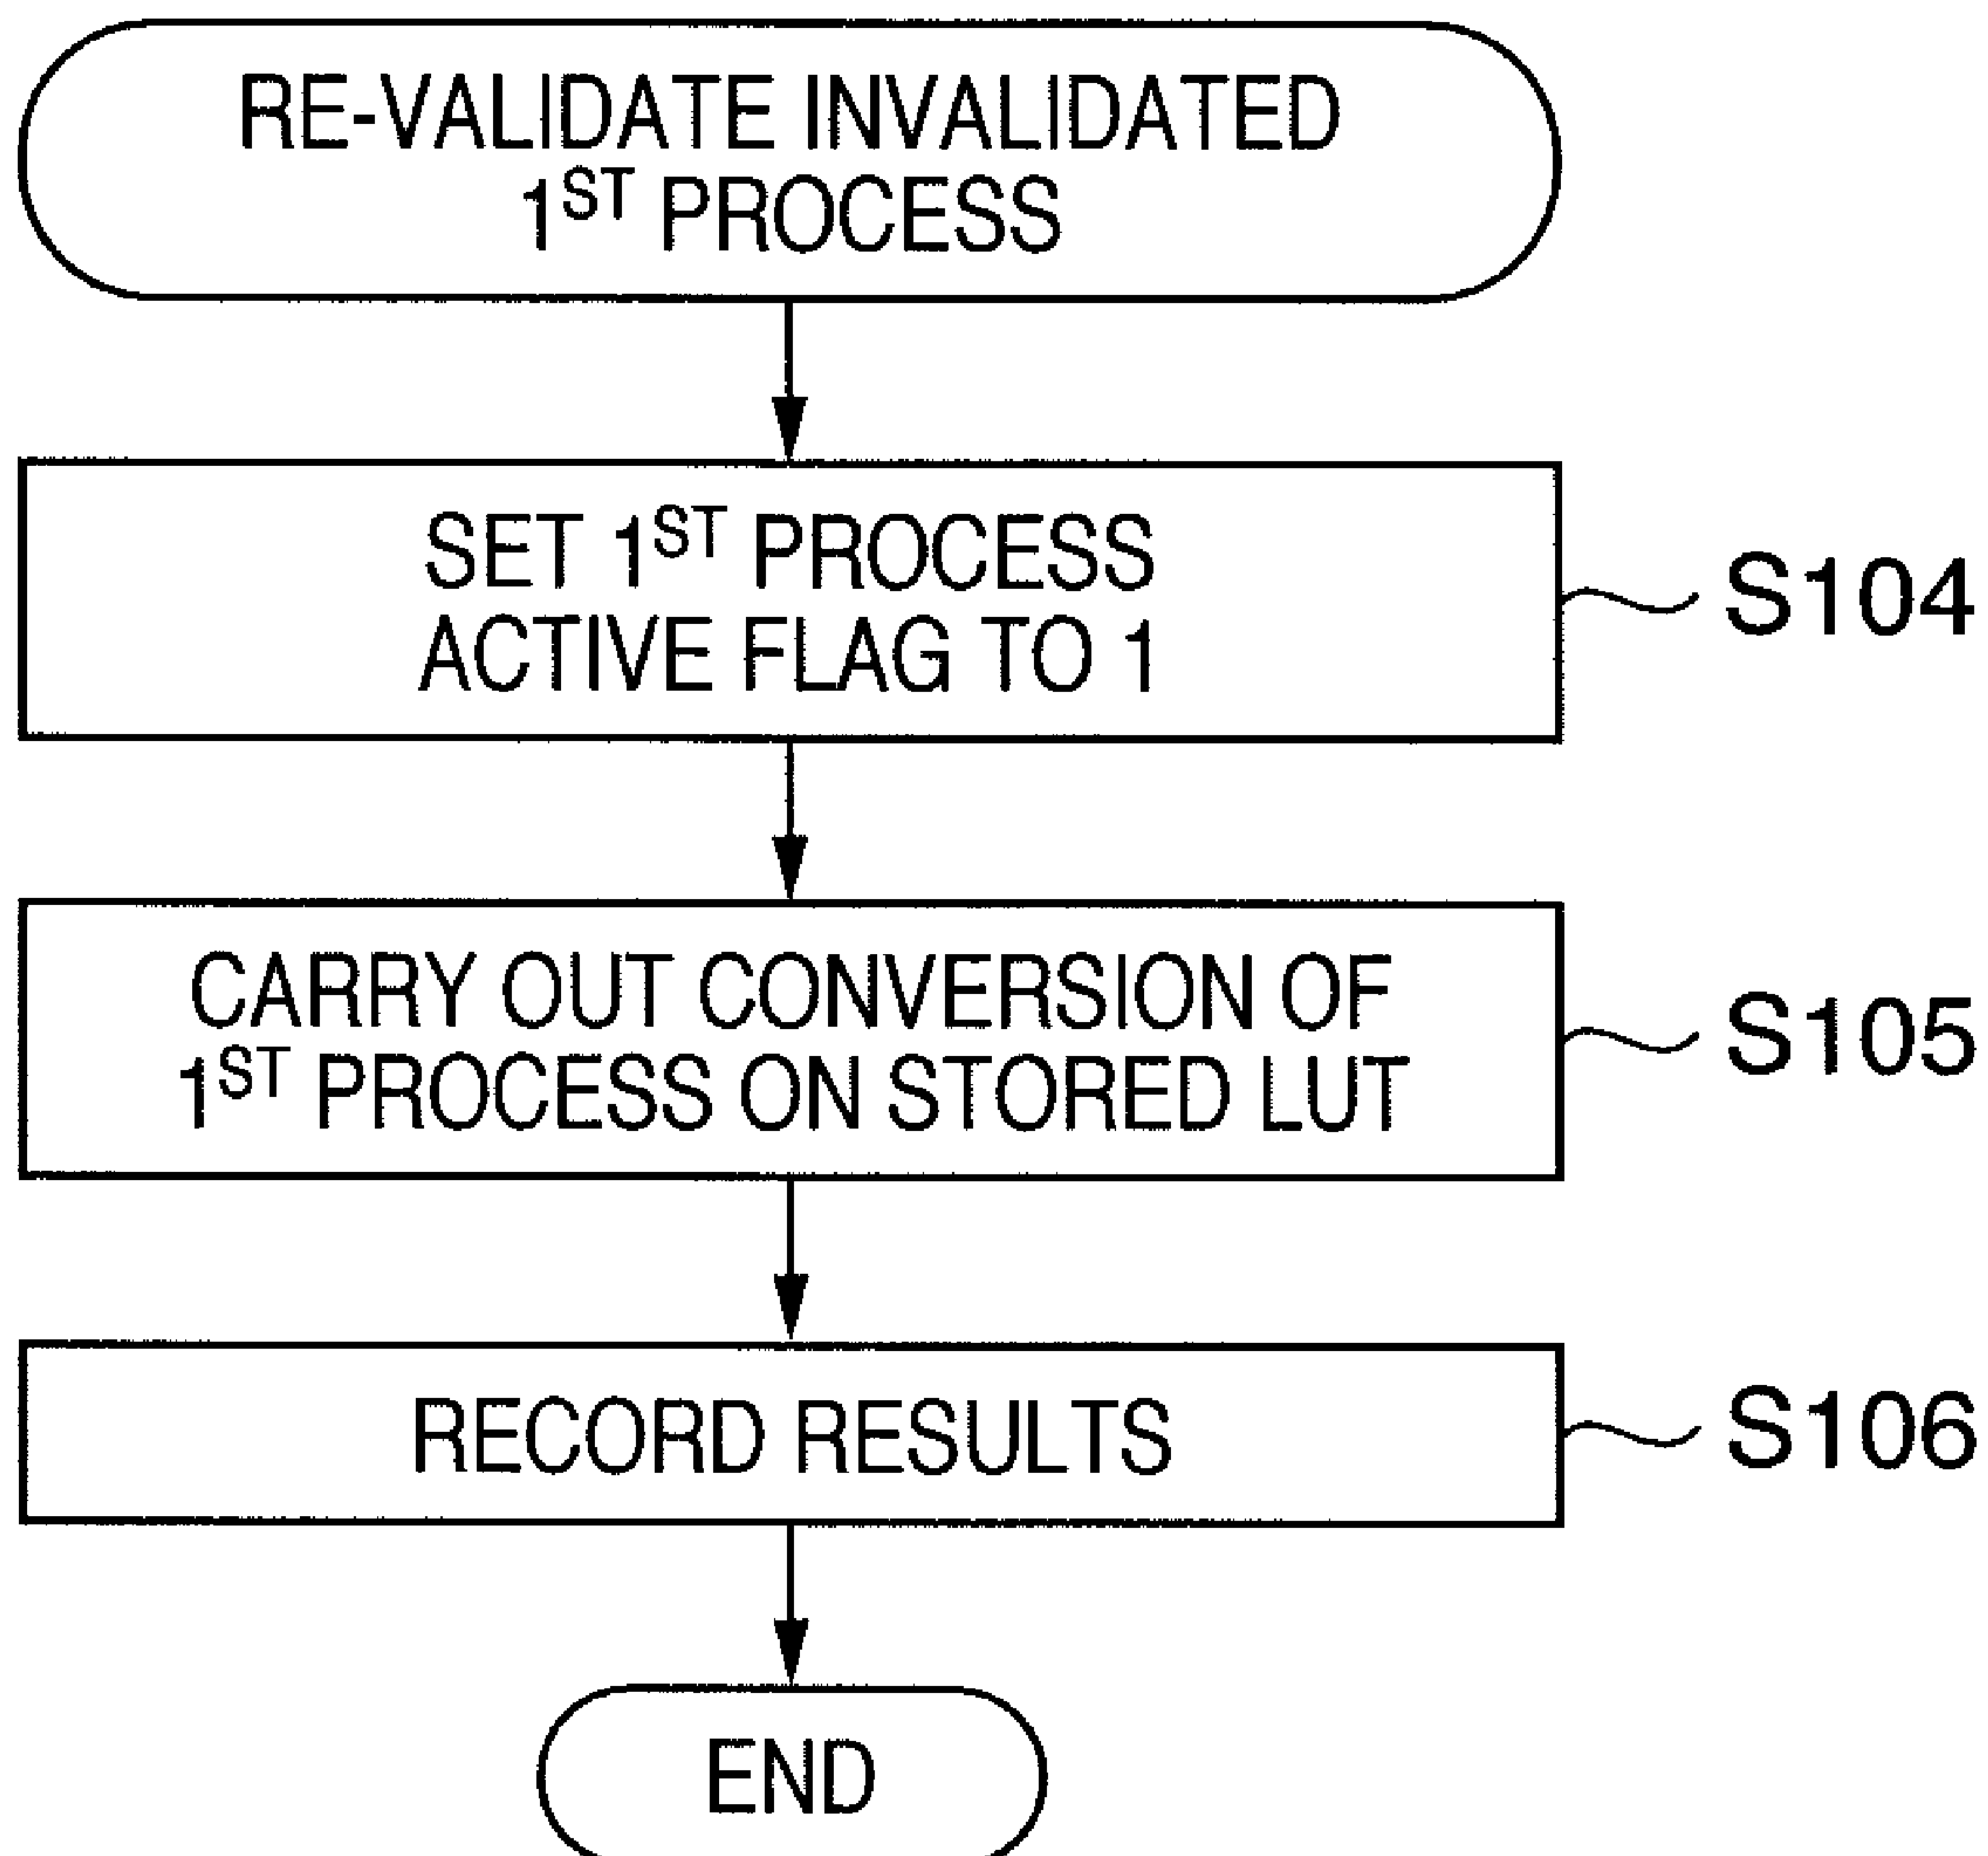 RE-VALIDATE INVALIDATED
1ST PROCESS
SET 1ST PROCESS
ACTIVE FLAG TO 1
S104
CARRY OUT CONVERSION OF
1ST PROCESS ON STORED LUT
S105
RECORD RESULTS
S106
END